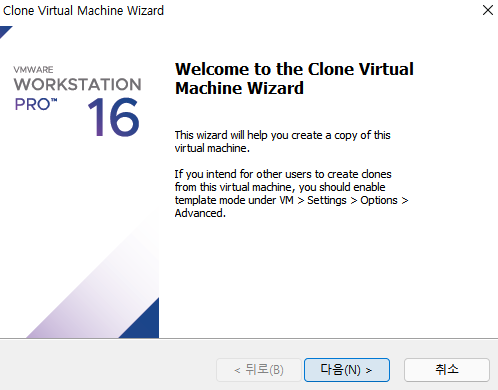 Clone Virtual Machine Wizard
VMWARE
WORKSTATION
PRO™ 16
Welcome to the Clone Virtual
Machine Wizard
This wizard will help you create a copy of this
virtual machine.
If you intend for other users to create clones
from this virtual machine, you should enable
template mode under VM > Settings > Options >
Advanced.
< 뒤로(B)
다음(N) >
취소